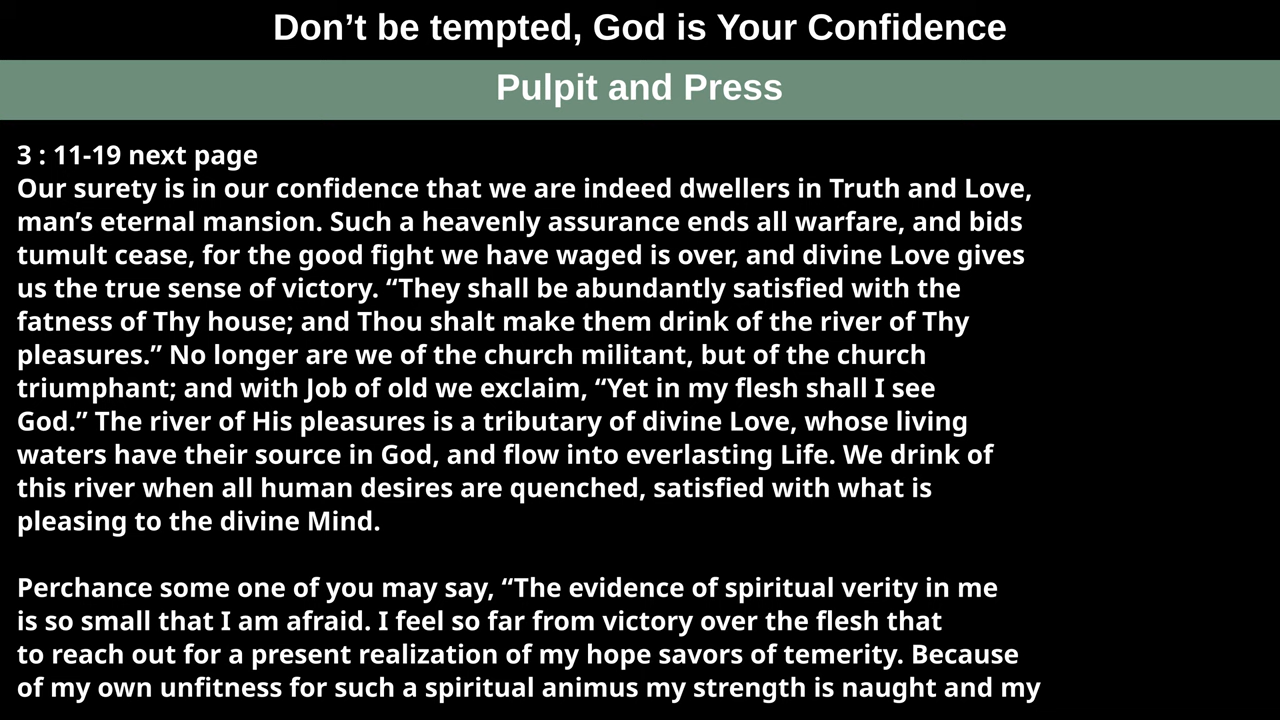 Don’t be tempted, God is Your Confidence
Pulpit and Press
3 : 11-19 next page
Our surety is in our confidence that we are indeed dwellers in Truth and Love,
man’s eternal mansion. Such a heavenly assurance ends all warfare, and bids
tumult cease, for the good fight we have waged is over, and divine Love gives
us the true sense of victory. “They shall be abundantly satisfied with the
fatness of Thy house; and Thou shalt make them drink of the river of Thy
pleasures.” No longer are we of the church militant, but of the church
triumphant; and with Job of old we exclaim, “Yet in my flesh shall I see
God.” The river of His pleasures is a tributary of divine Love, whose living
waters have their source in God, and flow into everlasting Life. We drink of
this river when all human desires are quenched, satisfied with what is
pleasing to the divine Mind.
Perchance some one of you may say, “The evidence of spiritual verity in me
is so small that I am afraid. I feel so far from victory over the flesh that
to reach out for a present realization of my hope savors of temerity. Because
of my own unfitness for such a spiritual animus my strength is naught and my